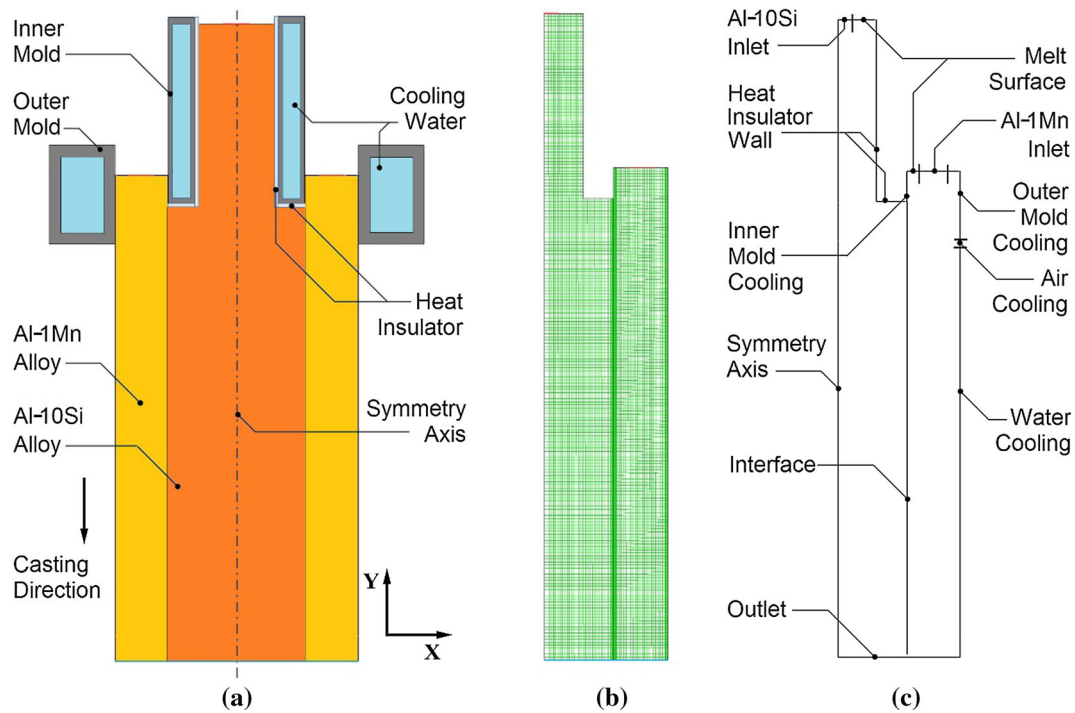 Inner
Mold
Outer
Mold
Cooling
Water
Heat
Insulator
Al-1Mn
Alloy
Al-10Si
Alloy
Symmetry
Axis
Casting
Direction
Y
X
(a)
(b)
Al-10Si
Inlet
Melt
Surface
Heat
Insulator
Wall
Al-1Mn
Inlet
Outer
Mold
Cooling
Inner
Mold
Cooling
Air
Cooling
Symmetry
Axis
Water
Cooling
Interface
Outlet
(c)